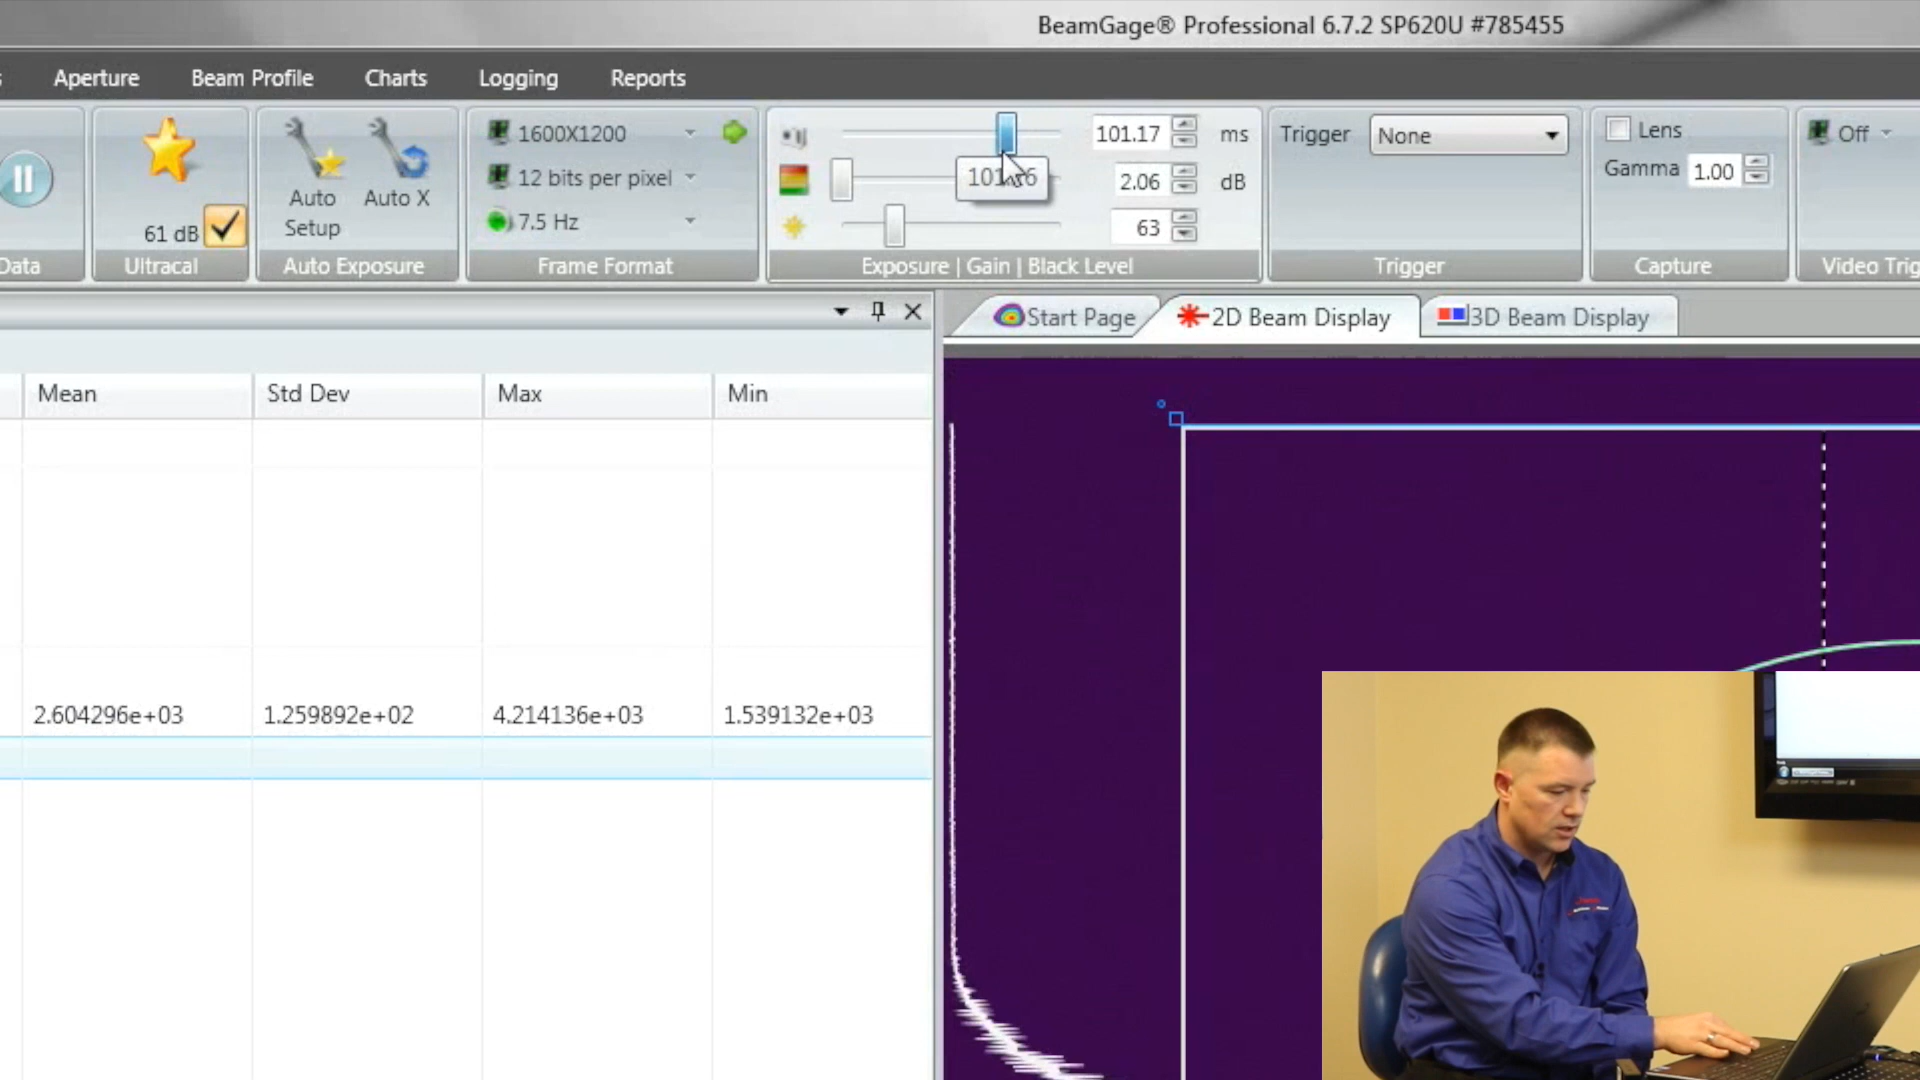 BeamGage® Professional 6.7.2 SP620U #785455
Aperture Beam Profile Charts Logging Reports
1600X1200
12 bits per pixel
7.5 Hz
101.17 ms
2.06 dB
63
Trigger None
Lens
Gamma 1.00
Off
61 dB
Auto Setup
Auto X
Data
Ultracal
Auto Exposure
Frame Format
Exposure | Gain | Black Level
Trigger
Capture
Video
Start Page
2D Beam Display
3D Beam Display
Mean Std Dev Max Min
2.604296e+03 1.259892e+02 4.214136e+03 1.539132e+03